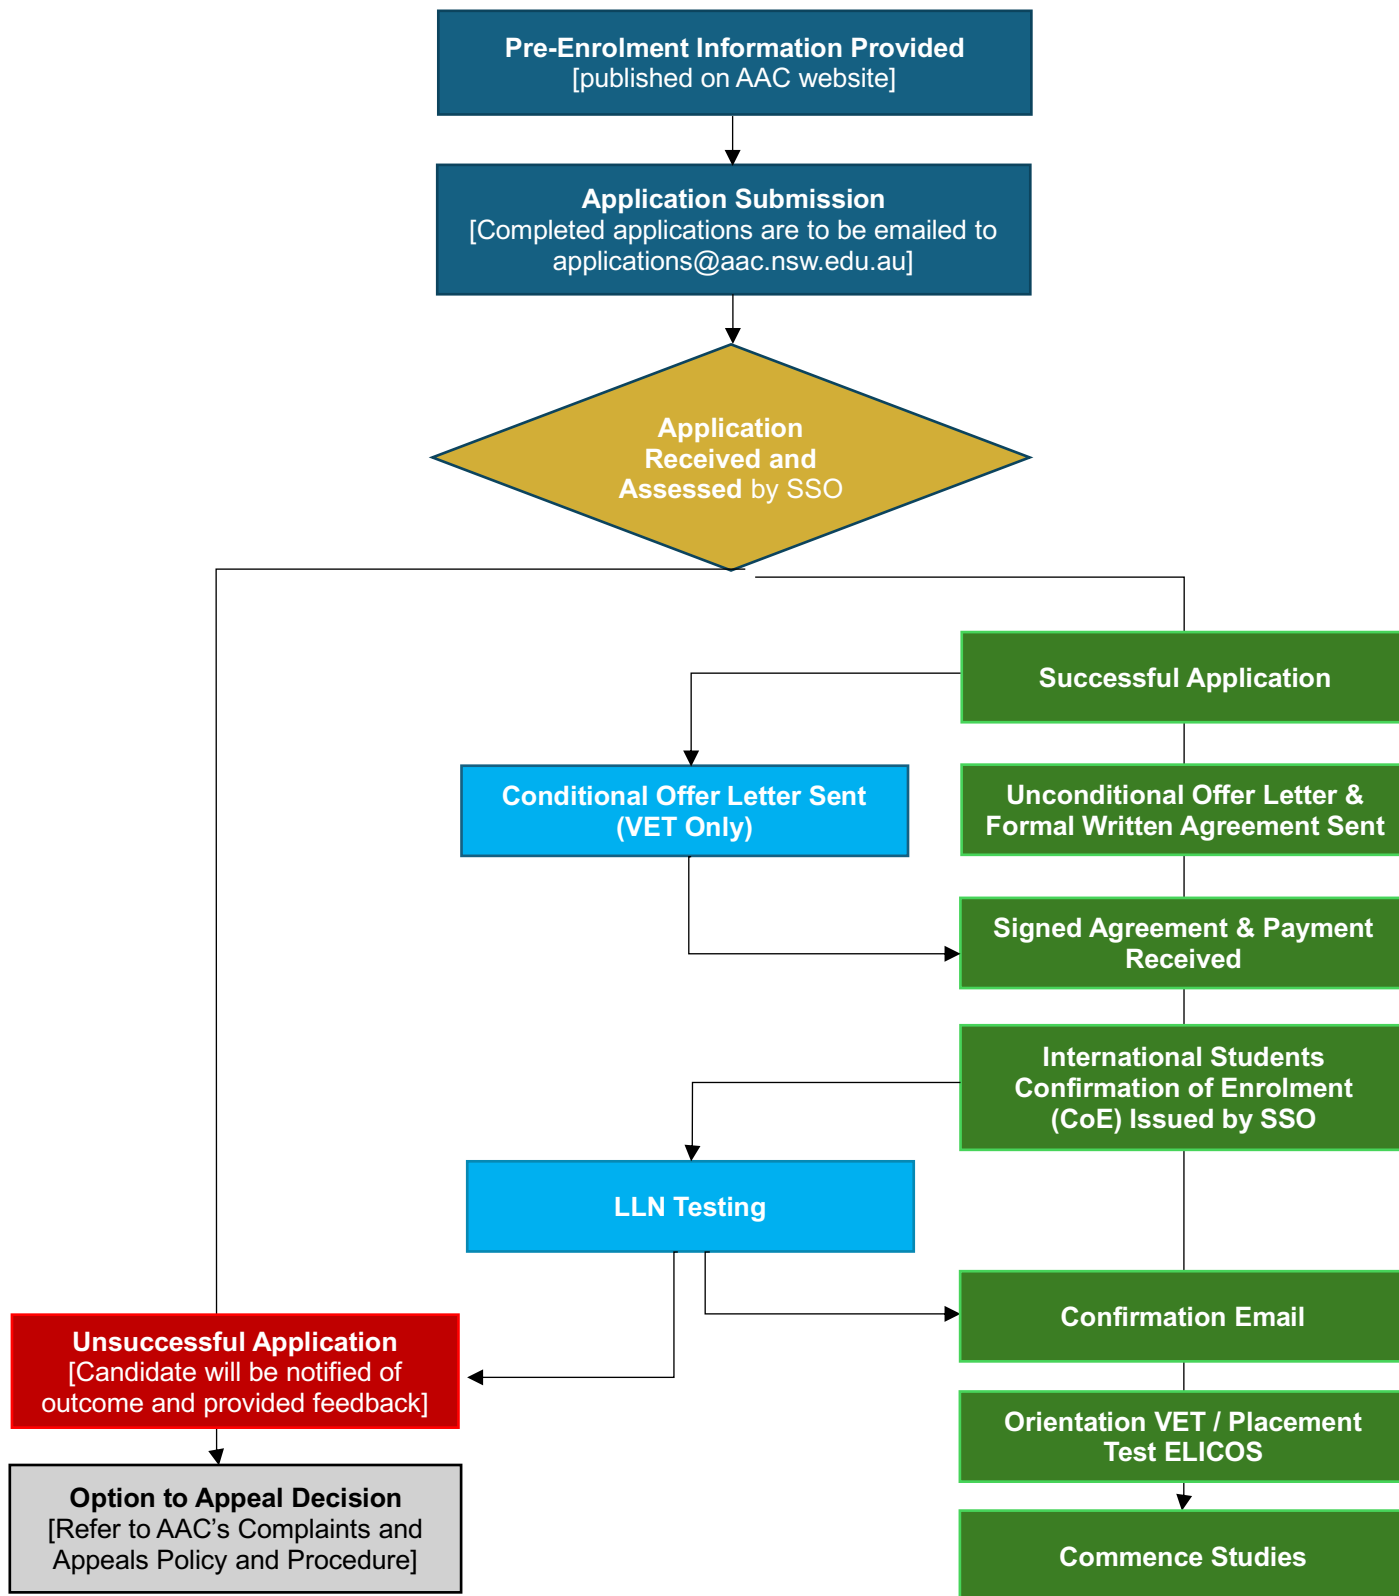 Pre-Enrolment Information Provided
[published on AAC website]
Application Submission
[Completed applications are to be emailed to
applications@aac.nsw.edu.au]
Application
Received and
Assessed by SSO
Successful Application
Conditional Offer Letter Sent
(VET Only)
Unconditional Offer Letter &
Formal Written Agreement Sent
Signed Agreement & Payment
Received
International Students
Confirmation of Enrolment
(CoE) Issued by SSO
LLN Testing
Confirmation Email
Unsuccessful Application
[Candidate will be notified of
outcome and provided feedback]
Orientation VET / Placement
Test ELICOS
Option to Appeal Decision
[Refer to AAC’s Complaints and
Appeals Policy and Procedure]
Commence Studies